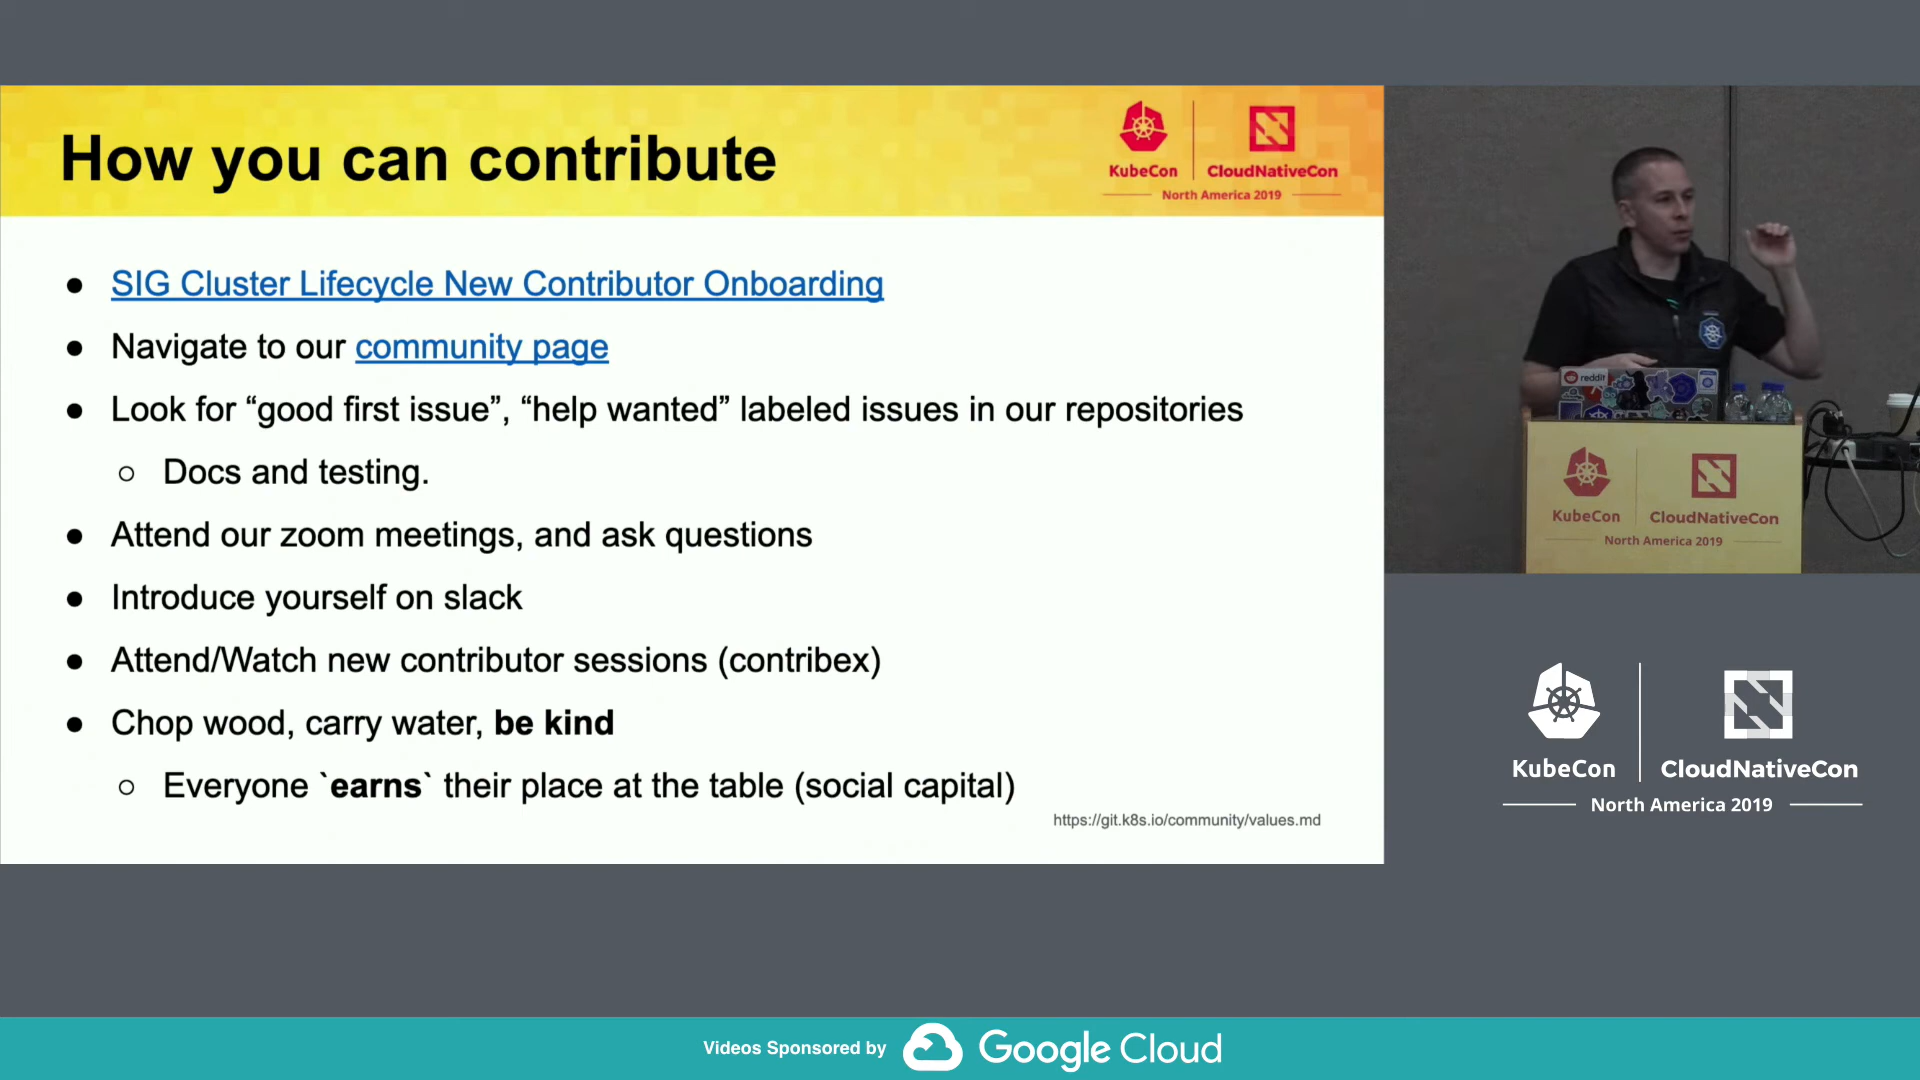 How you can contribute
KubeCon
CloudNativeCon
North America 2019
● SIG Cluster Lifecycle New Contributor Onboarding
● Navigate to our community page
● Look for “good first issue”, “help wanted” labeled issues in our repositories
○ Docs and testing.
● Attend our zoom meetings, and ask questions
● Introduce yourself on slack
● Attend/Watch new contributor sessions (contribex)
● Chop wood, carry water, be kind
○ Everyone `earns` their place at the table (social capital)
https://git.k8s.io/community/values.md
reddit
KubeCon
CloudNativeCon
North America 2019
KubeCon
CloudNativeCon
North America 2019
Videos Sponsored by
Google Cloud